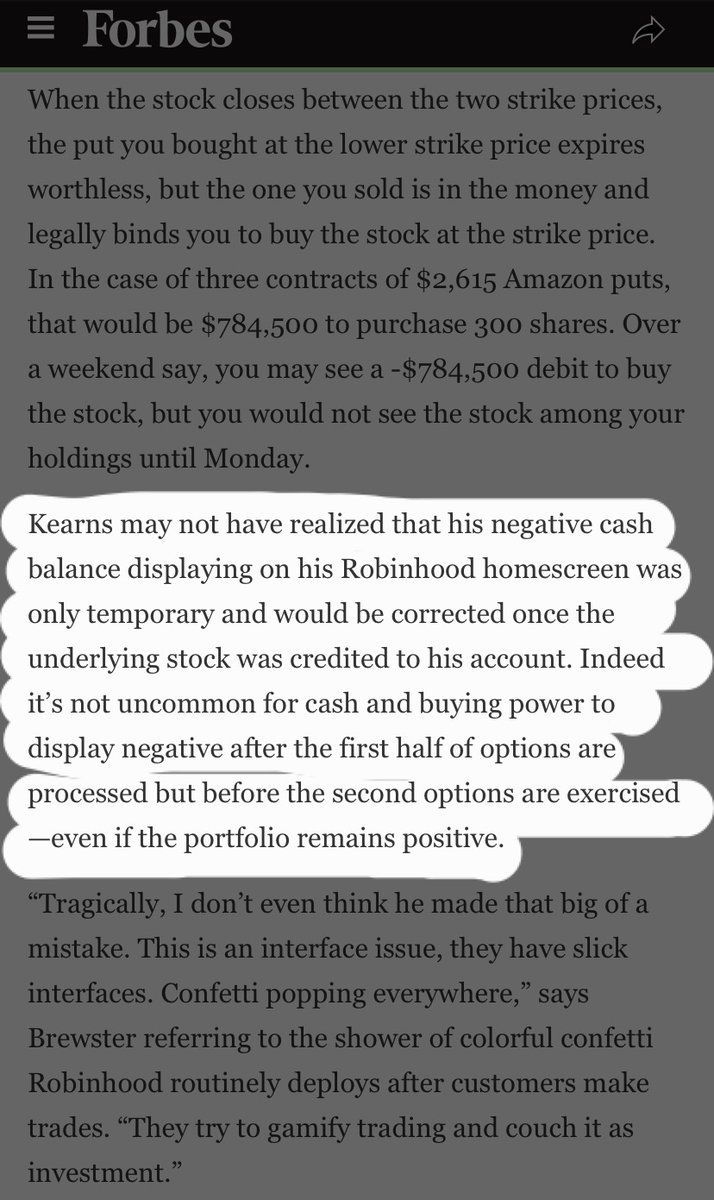 Forbes
When the stock closes between the two strike prices,
the put you bought at the lower strike price expires
worthless, but the one you sold is in the money and
legally binds you to buy the stock at the strike price.
In the case of three contracts of $2,615 Amazon puts,
that would be $784,500 to purchase 300 shares. Over
a weekend say, you may see a -$784,500 debit to buy
the stock, but you would not see the stock among your
holdings until Monday.
Kearns may not have realized that his negative cash
balance displaying on his Robinhood homescreen was
only temporary and would be corrected once the
underlying stock was credited to his account. Indeed
it’s not uncommon for cash and buying power to
display negative after the first half of options are
processed but before the second options are exercised
—even if the portfolio remains positive.
“Tragically, I don’t even think he made that big of a
mistake. This is an interface issue, they have slick
interfaces. Confetti popping everywhere,” says
Brewster referring to the shower of colorful confetti
Robinhood routinely deploys after customers make
trades. “They try to gamify trading and couch it as
investment.”